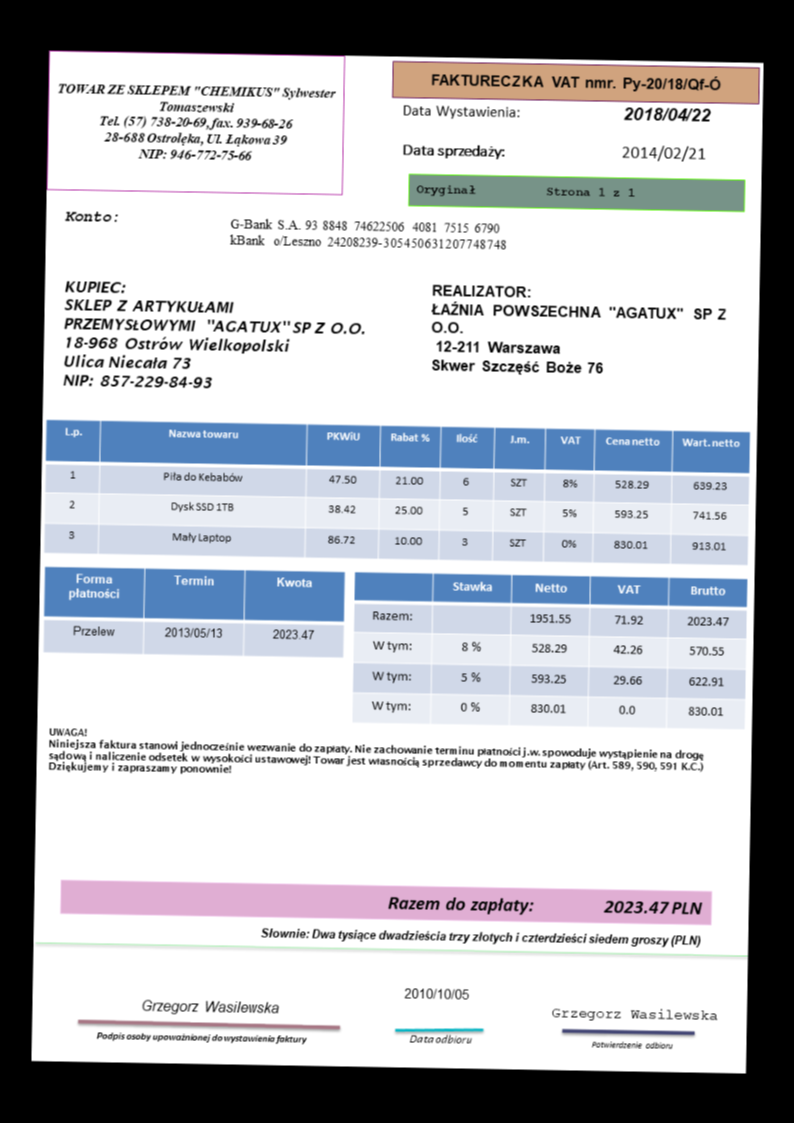 TOWAR ZE SKLEPEM "CHEMIKUS" Sylwester
Tomaszewski
Tel. (57) 738-20-69, fax. 939-68-26
28-688 Ostrołęka, Ul. Łąkowa 39
NIP: 946-772-75-66
FAKTURECZKA VAT nmr. Py-20/18/Qf-Ó
Data Wystawienia: 2018/04/22
Data sprzedaży: 2014/02/21
Oryginał Strona 1 z 1
Konto:
G-Bank S.A. 93 8848 74622506 4081 7515 6790
kBank o/Leszno 24208239-305450631207748748
KUPIEC:
SKLEP Z ARTYKUŁAMI
PRZEMYSŁOWYMI "AGATUX" SP Z O.O.
18-968 Ostrów Wielkopolski
Ulica Niecała 73
NIP: 857-229-84-93
REALIZATOR:
ŁAŹNIA POWSZECHNA "AGATUX" SP Z
O.O.
12-211 Warszawa
Skwer Szczęść Boże 76
L.p. Nazwa towaru PKWiU Rabat % Ilość J.m. VAT Cena netto Wart. netto
1 Piła do Kebabów 47.50 21.00 6 SZT 8% 528.29 639.23
2 Dysk SSD 1TB 38.42 25.00 5 SZT 5% 593.25 741.56
3 Mały Laptop 86.72 10.00 3 SZT 0% 830.01 913.01
Forma
płatności Termin Kwota
Przelew 2013/05/13 2023.47
Stawka Netto VAT Brutto
Razem: 1951.55 71.92 2023.47
W tym: 8 % 528.29 42.26 570.55
W tym: 5 % 593.25 29.66 622.91
W tym: 0 % 830.01 0.0 830.01
UWAGA!
Niniejsza faktura stanowi jednocześnie wezwanie do zapłaty. Nie zachowanie terminu płatności j.w. spowoduje wystąpienie na drogę
sądową i naliczenie odsetek w wysokości ustawowej! Towar jest własnością sprzedawcy do momentu zapłaty (Art. 589, 590, 591 K.C.)
Dziękujemy i zapraszamy ponownie!
Razem do zapłaty: 2023.47 PLN
Słownie: Dwa tysiące dwadzieścia trzy złotych i czterdzieści siedem groszy (PLN)
Grzegorz Wasilewska
Podpis osoby upoważnionej do wystawienia faktury
2010/10/05
Data odbioru
Grzegorz Wasilewska
Potwierdzenie odbioru